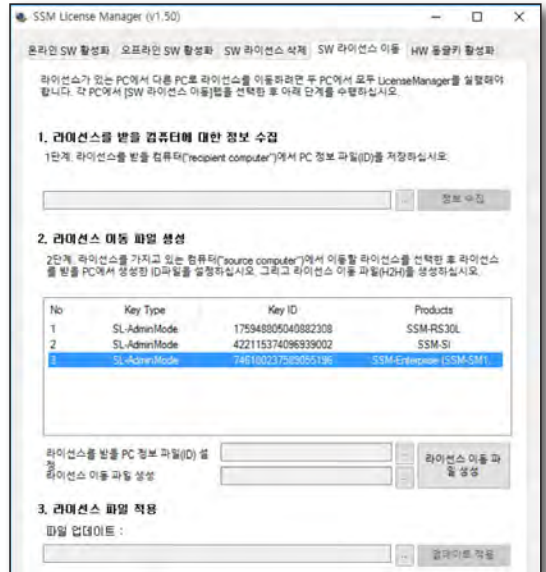 SSM License Manager (v1.50)
온라인 SW 활성화 오프라인 SW 활성화 SW 라이선스 삭제 SW 라이선스 이동 HW 동글키 활성화
라이선스가 있는 PC에서 다른 PC로 라이선스를 이동하려면 두 PC에서 모두 LicenseManager를 실행해야
합니다. 각 PC에서 [SW 라이선스 이동]탭을 선택한 후 아래 단계를 수행하십시오.
1. 라이선스를 받을 컴퓨터에 대한 정보 수집
1단계. 라이선스를 받을 컴퓨터("recipient computer")에서 PC 정보 파일(ID)를 저장하십시오.
... 정보 수집
2. 라이선스 이동 파일 생성
2단계. 라이선스를 가지고 있는 컴퓨터("source computer")에서 이동할 라이선스를 선택한 후 라이선스
를 받을 PC에서 생성한 ID파일을 설정하십시오. 그리고 라이선스 이동 파일(H2H)를 생성하십시오.
No Key Type Key ID Products
1 SL-AdminMode 175948805040882308 SSM-RS30L
2 SL-AdminMode 422115374096939002 SSM-SI
3 SL-AdminMode 746100237589055196 SSM-Enterprise (SSM-SM1...
라이선스를 받을 PC 정보 파일(ID) 설
정
...
라이선스 이동 파일 생성
...
라이선스 이동 파
일 생성
3. 라이선스 파일 적용
파일 업데이트 :
... 업데이트 적용